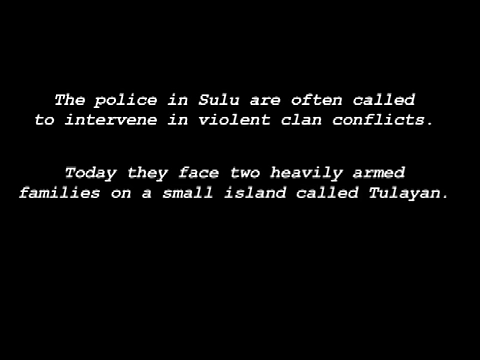 The police in Sulu are often called
to intervene in violent clan conflicts.
Today they face two heavily armed
families on a small island called Tulayan.